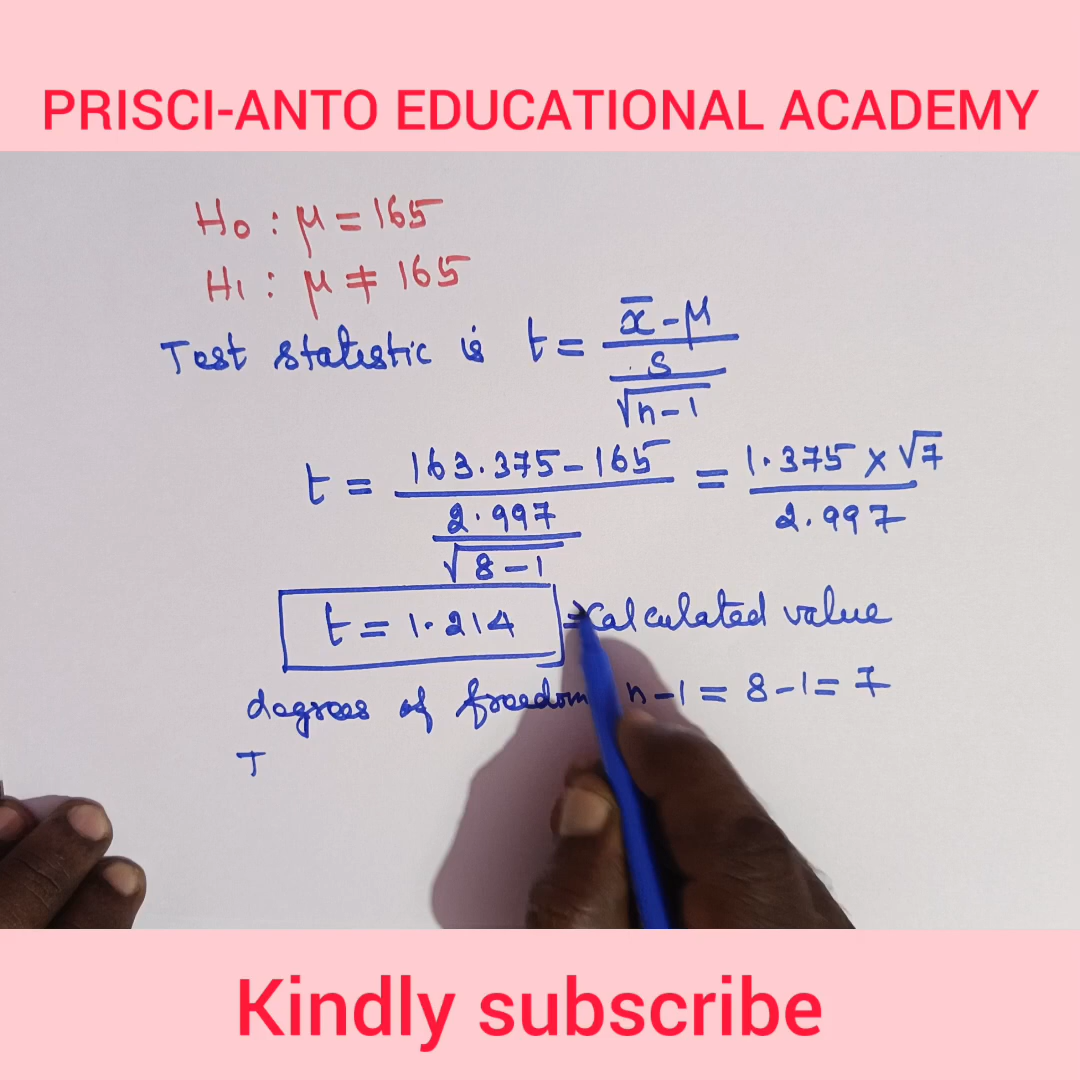 PRISCI-ANTO EDUCATIONAL ACADEMY
H0 : μ = 165
H1 : μ ≠ 165
Test statistic is t = (x̄ - μ) / (s / √(n-1))
t = (163.375 - 165) / (2.997 / √(8-1)) = (1.375 × √7) / 2.997
t = 1.214 = calculated value
degrees of freedom n-1 = 8-1 = 7
T
Kindly subscribe